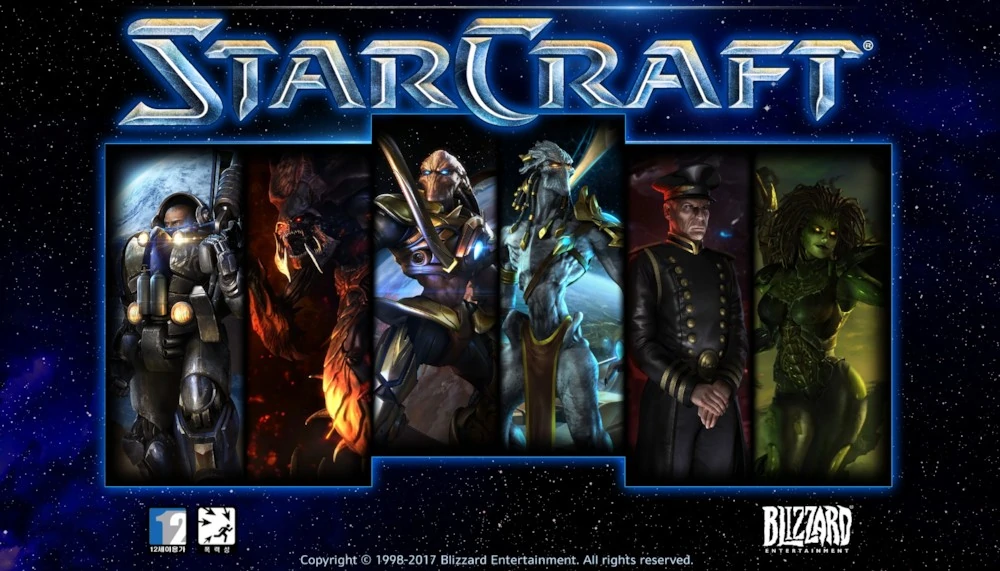 STARCRAFT®
12
12세이용가
폭력성
BLIZZARD
ENTERTAINMENT
Copyright © 1998-2017 Blizzard Entertainment. All rights reserved.